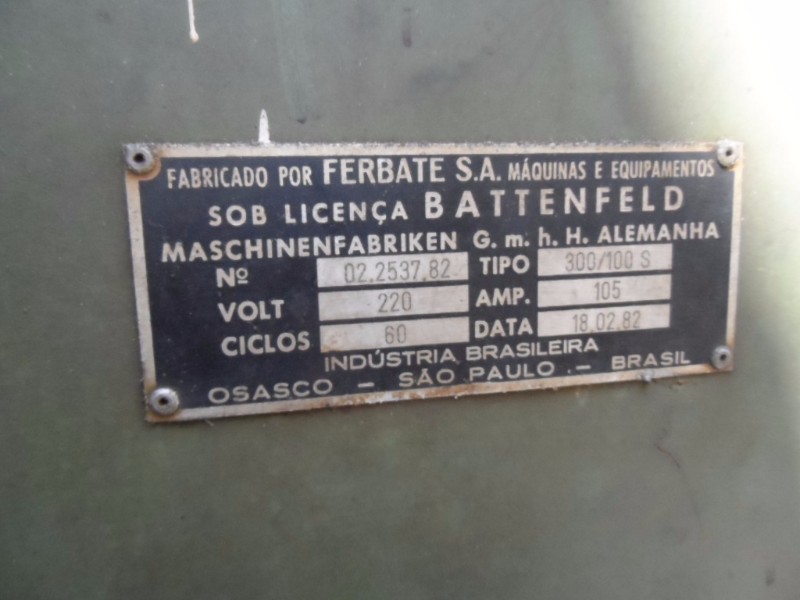 FABRICADO POR FERBATE S.A. MÁQUINAS E EQUIPAMENTOS
SOB LICENÇA BATTENFELD
MASCHINENFABRIKEN G. m. h. H. ALEMANHA
Nº 02.2537.82 TIPO 300/100 S
VOLT 220 AMP. 105
CICLOS 60 DATA 18.02.82
INDÚSTRIA BRASILEIRA
OSASCO – SÃO PAULO – BRASIL